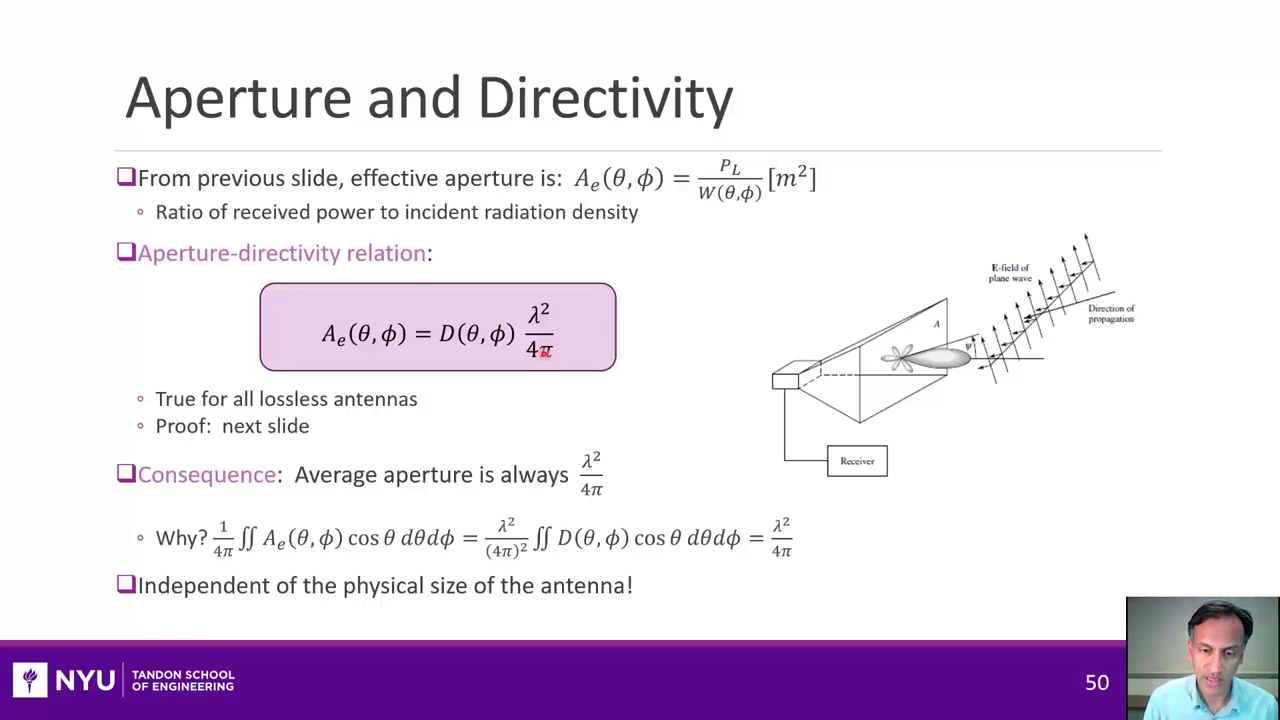 Aperture and Directivity
❑From previous slide, effective aperture is: 𝐴ₑ(𝜃, 𝜙) = P_L / W(𝜃,𝜙) [𝑚²]
◦ Ratio of received power to incident radiation density
❑Aperture-directivity relation:
𝐴ₑ(𝜃, 𝜙) = 𝐷(𝜃, 𝜙) 𝜆² / 4𝜋
◦ True for all lossless antennas
◦ Proof: next slide
❑Consequence: Average aperture is always 𝜆² / 4𝜋
◦ Why? 1/4𝜋 ∬ 𝐴ₑ(𝜃, 𝜙) cos 𝜃 𝑑𝜃𝑑𝜙 = 𝜆²/(4𝜋)² ∬ 𝐷(𝜃, 𝜙) cos 𝜃 𝑑𝜃𝑑𝜙 = 𝜆²/4𝜋
❑Independent of the physical size of the antenna!
E-field of
plane wave
Direction of
propagation
A
ψ
Receiver
NYU
TANDON SCHOOL
OF ENGINEERING
50